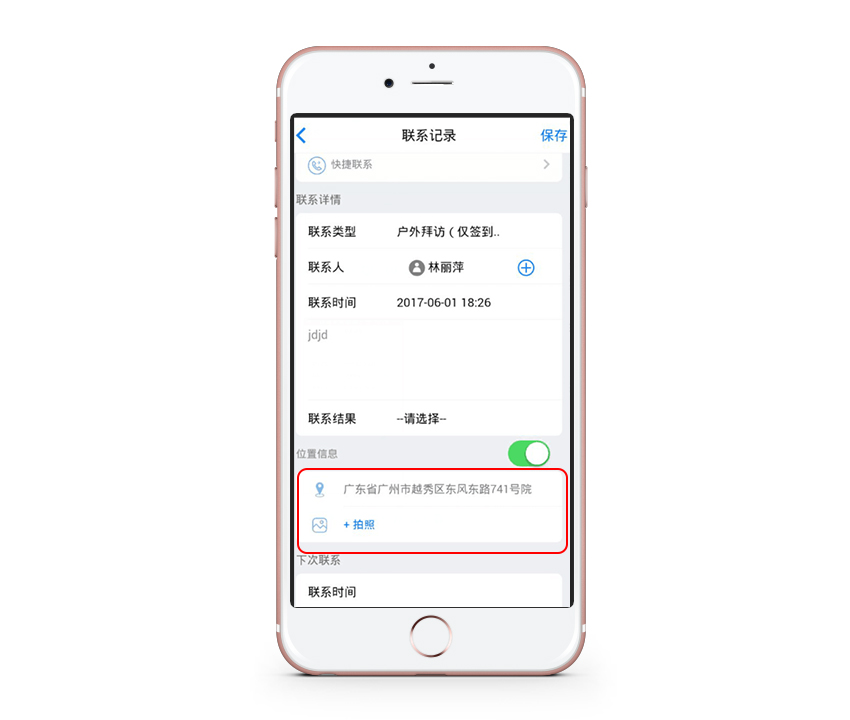 联系记录 保存
快捷联系
联系详情
联系类型 户外拜访（仅签到..
联系人 林丽萍
联系时间 2017-06-01 18:26
jdjd
联系结果 --请选择--
位置信息
广东省广州市越秀区东风东路741号院
+ 拍照
下次联系
联系时间